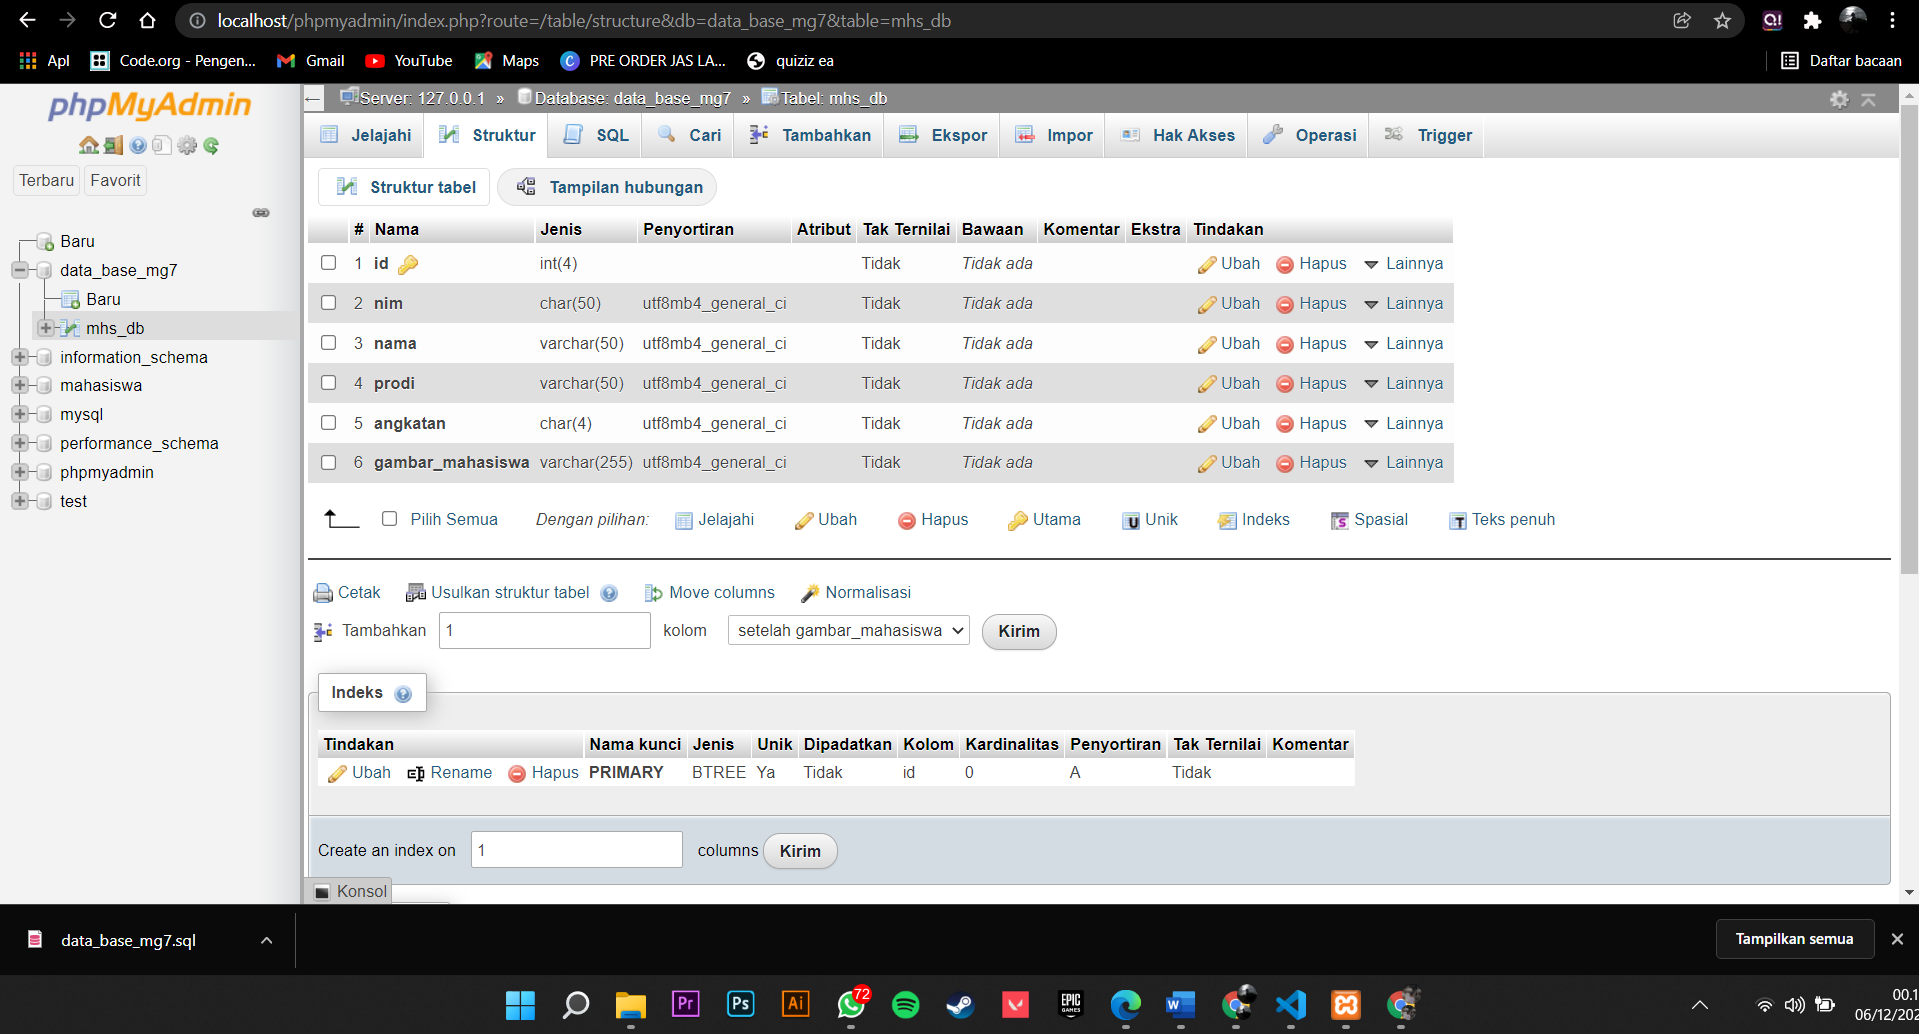 localhost/phpmyadmin/index.php?route=/table/structure&db=data_base_mg7&table=mhs_db
Apl Code.org - Pengen... Gmail YouTube Maps PRE ORDER JAS LA... quiziz ea Daftar bacaan
phpMyAdmin
Terbaru Favorit
Baru
data_base_mg7
Baru
mhs_db
information_schema
mahasiswa
mysql
performance_schema
phpmyadmin
test
Server: 127.0.0.1 » Database: data_base_mg7 » Tabel: mhs_db
Jelajahi Struktur SQL Cari Tambahkan Ekspor Impor Hak Akses Operasi Trigger
Struktur tabel Tampilan hubungan
# Nama Jenis Penyortiran Atribut Tak Ternilai Bawaan Komentar Ekstra Tindakan
1 id int(4) Tidak Tidak ada Ubah Hapus Lainnya
2 nim char(50) utf8mb4_general_ci Tidak Tidak ada Ubah Hapus Lainnya
3 nama varchar(50) utf8mb4_general_ci Tidak Tidak ada Ubah Hapus Lainnya
4 prodi varchar(50) utf8mb4_general_ci Tidak Tidak ada Ubah Hapus Lainnya
5 angkatan char(4) utf8mb4_general_ci Tidak Tidak ada Ubah Hapus Lainnya
6 gambar_mahasiswa varchar(255) utf8mb4_general_ci Tidak Tidak ada Ubah Hapus Lainnya
Pilih Semua Dengan pilihan: Jelajahi Ubah Hapus Utama Unik Indeks Spasial Teks penuh
Cetak Usulkan struktur tabel Move columns Normalisasi
Tambahkan 1 kolom setelah gambar_mahasiswa Kirim
Indeks
Tindakan Nama kunci Jenis Unik Dipadatkan Kolom Kardinalitas Penyortiran Tak Ternilai Komentar
Ubah Rename Hapus PRIMARY BTREE Ya Tidak id 0 A Tidak
Create an index on 1 columns Kirim
Konsol
data_base_mg7.sql Tampilkan semua
Pr Ps Ai 72 EPIC GAMES
00.1
06/12/202